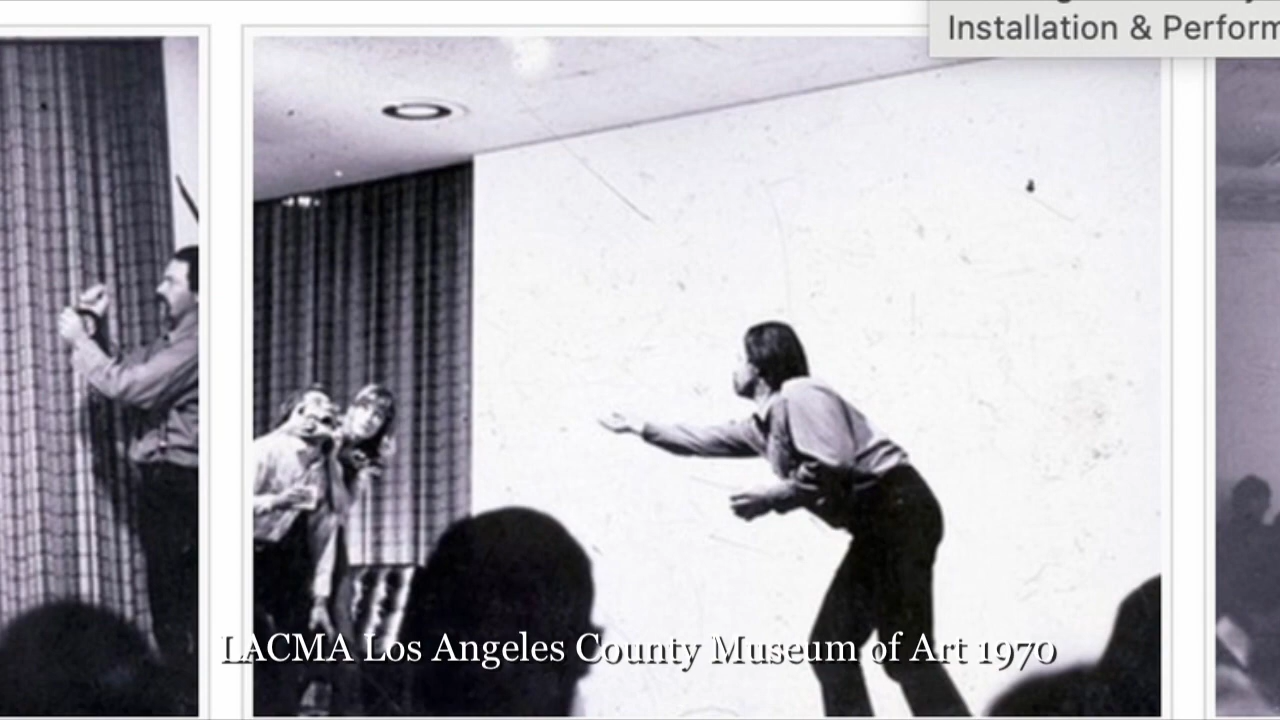 Installation & Perform
LACMA Los Angeles County Museum of Art 1970